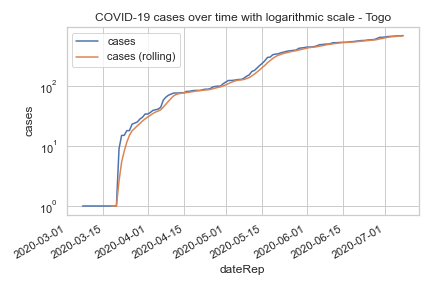 COVID-19 cases over time with logarithmic scale - Togo
cases
cases (rolling)
cases
10²
10¹
10⁰
2020-03-01
2020-03-15
2020-04-01
2020-04-15
2020-05-01
2020-05-15
2020-06-01
2020-06-15
2020-07-01
dateRep